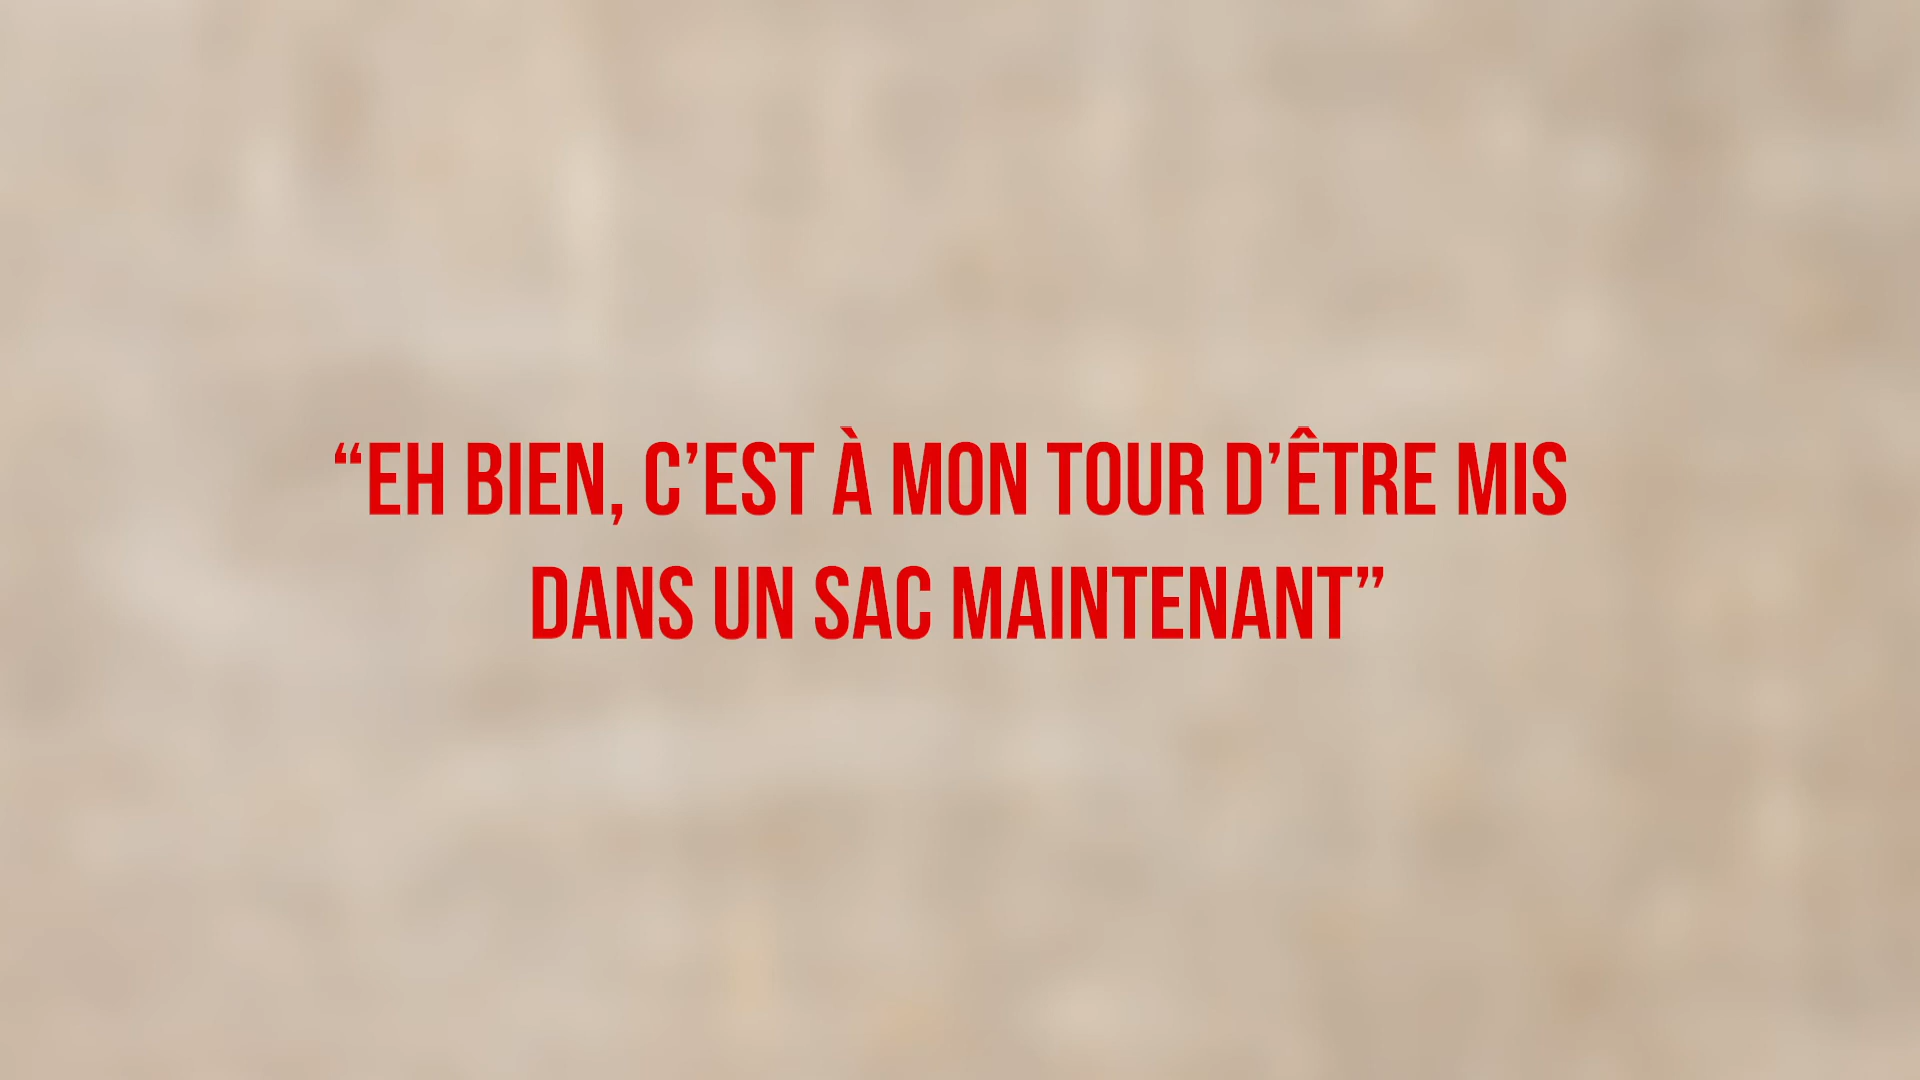 “EH BIEN, C’EST À MON TOUR D’ÊTRE MIS
DANS UN SAC MAINTENANT”